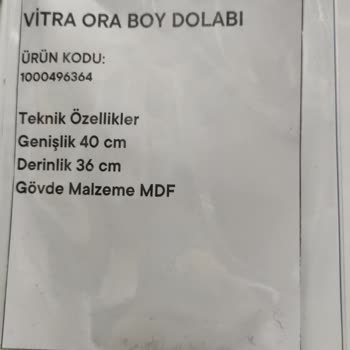 VİTRA ORA BOY DOLABI
ÜRÜN KODU:
1000496364
Teknik Özellikler
Genişlik 40 cm
Derinlik 36 cm
Gövde Malzeme MDF